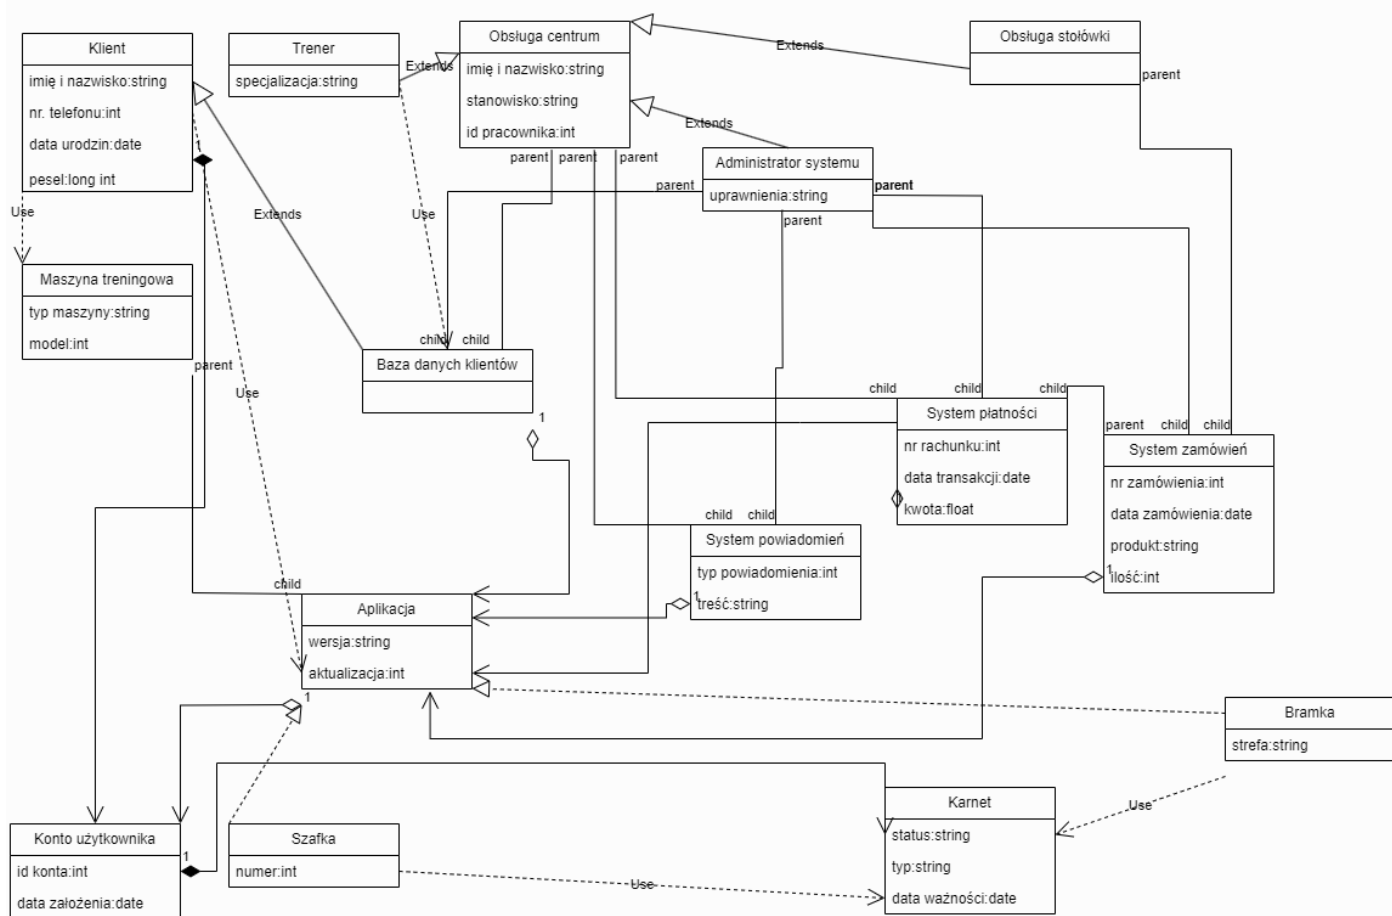 Klient
imię i nazwisko:string
nr. telefonu:int
data urodzin:date
pesel:long int
Trener
specjalizacja:string
Obsługa centrum
imię i nazwisko:string
stanowisko:string
id pracownika:int
Obsługa stołówki
Extends
Extends
Extends
parent
parent
parent
parent
Administrator systemu
uprawnienia:string
parent
parent
parent
1
Use
Extends
Use
Maszyna treningowa
typ maszyny:string
model:int
parent
Use
child
child
Baza danych klientów
1
child
child
child
System płatności
nr rachunku:int
data transakcji:date
kwota:float
parent
child
child
System zamówień
nr zamówienia:int
data zamówienia:date
produkt:string
ilość:int
1
child
child
System powiadomień
typ powiadomienia:int
treść:string
1
child
Aplikacja
wersja:string
aktualizacja:int
1
Bramka
strefa:string
Use
Karnet
status:string
typ:string
data ważności:date
Konto użytkownika
id konta:int
data założenia:date
1
Szafka
numer:int
Use